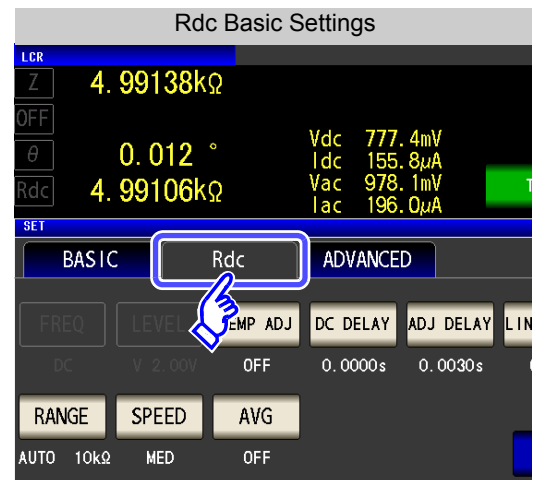 Rdc Basic Settings
LCR
Z 4.99138kΩ
OFF
θ 0.012 °
Rdc 4.99106kΩ
Vdc 777.4mV
Idc 155.8μA
Vac 978.1mV
Iac 196.0μA
T
SET
BASIC Rdc ADVANCED
FREQ LEVEL EMP ADJ DC DELAY ADJ DELAY LIN
DC V 2.00V OFF 0.0000s 0.0030s
RANGE SPEED AVG
AUTO 10kΩ MED OFF